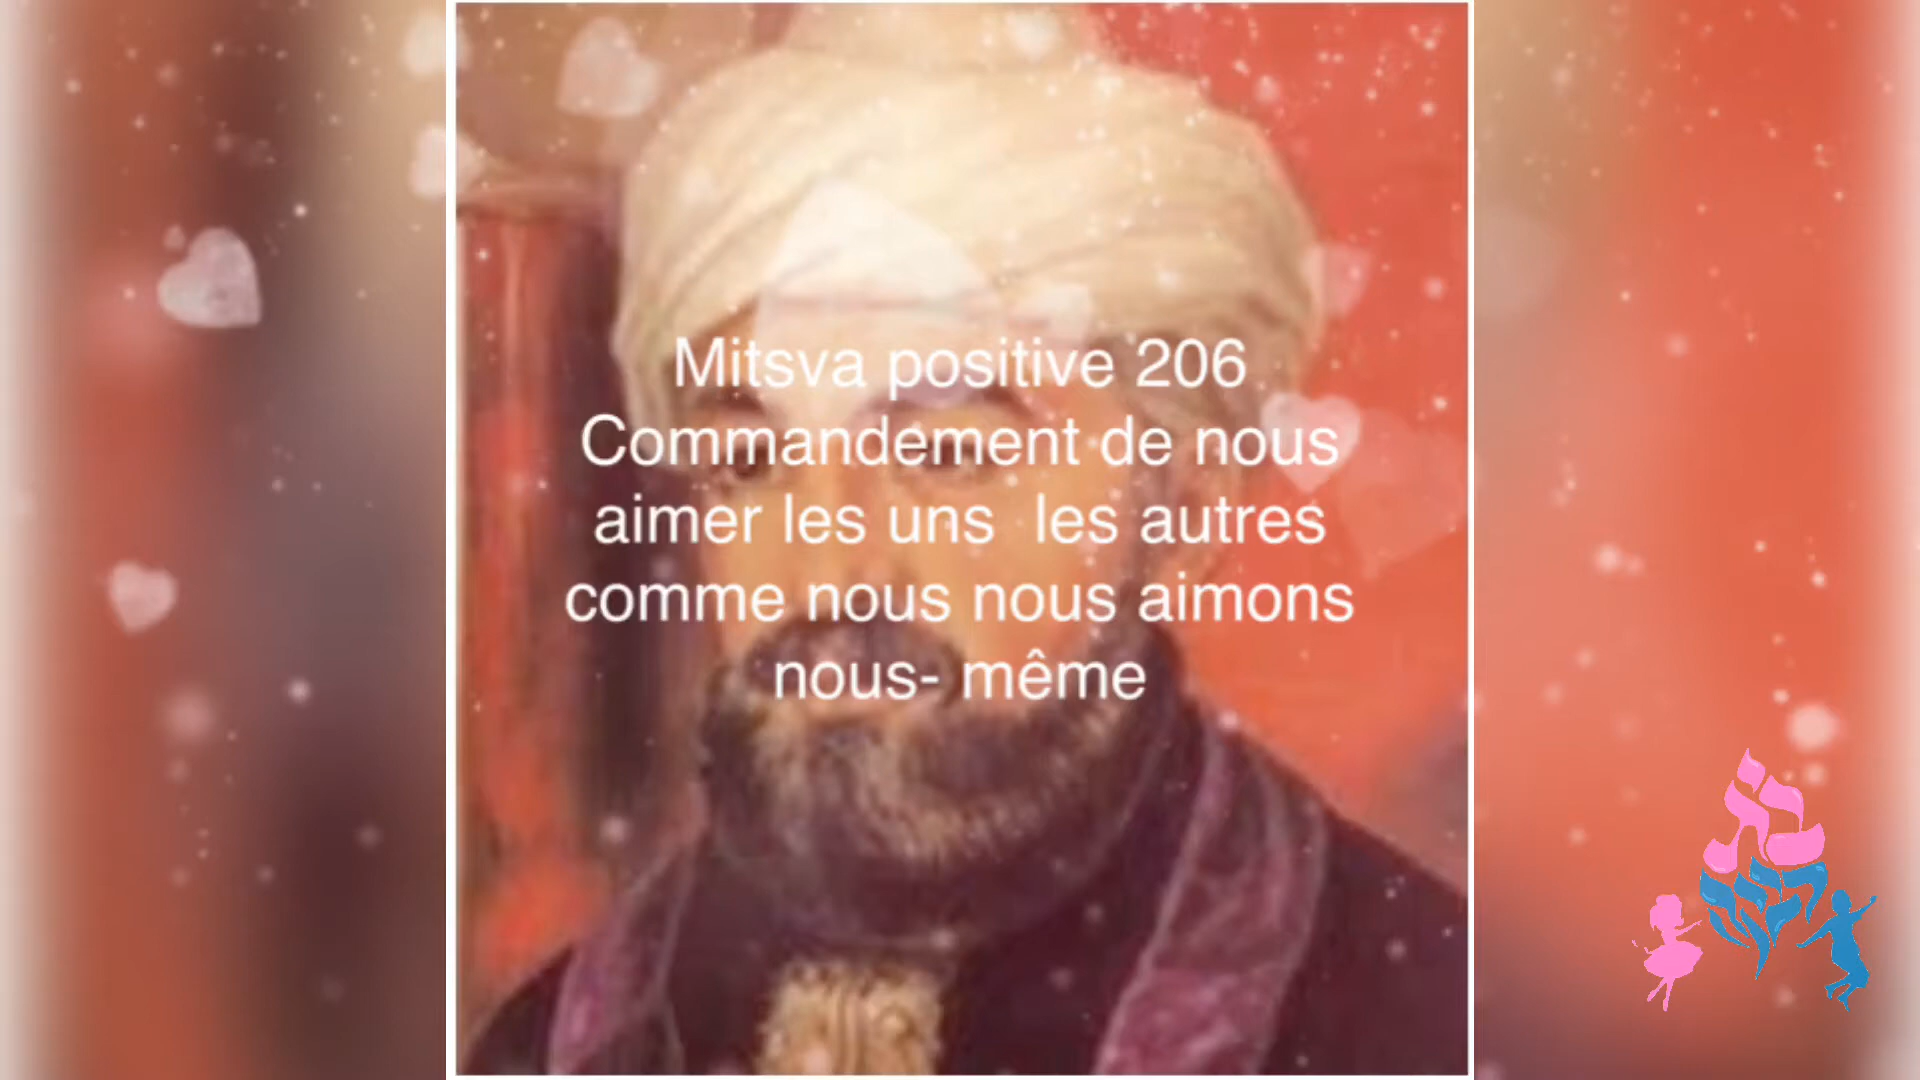 Mitsva positive 206
Commandement de nous
aimer les uns  les autres
comme nous nous aimons
nous- même